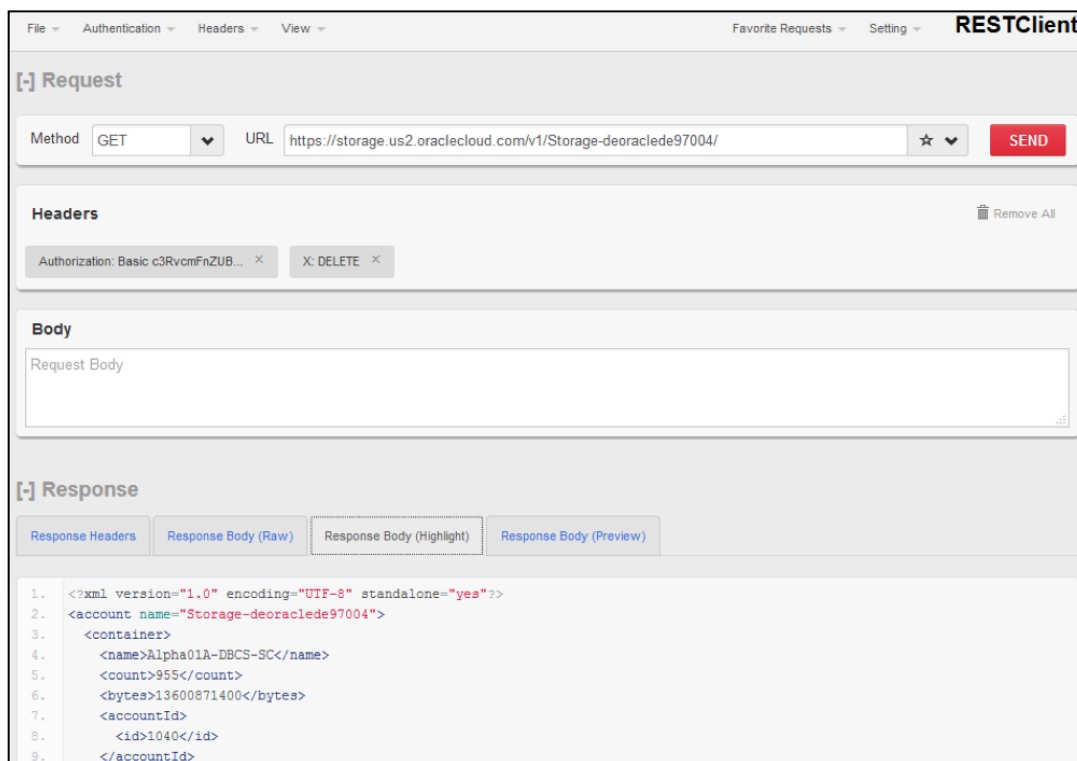 File Authentication Headers View Favorite Requests Setting RESTClient
[-] Request
Method GET URL https://storage.us2.oraclecloud.com/v1/Storage-deoraclede97004/ SEND
Headers Remove All
Authorization: Basic c3RvcmFnZUB... × X: DELETE ×
Body
Request Body
[-] Response
Response Headers Response Body (Raw) Response Body (Highlight) Response Body (Preview)
1. <?xml version="1.0" encoding="UTF-8" standalone="yes"?>
2. <account name="Storage-deoraclede97004">
3. <container>
4. <name>Alpha01A-DBCS-SC</name>
5. <count>955</count>
6. <bytes>13600871400</bytes>
7. <accountId>
8. <id>1040</id>
9. </accountId>